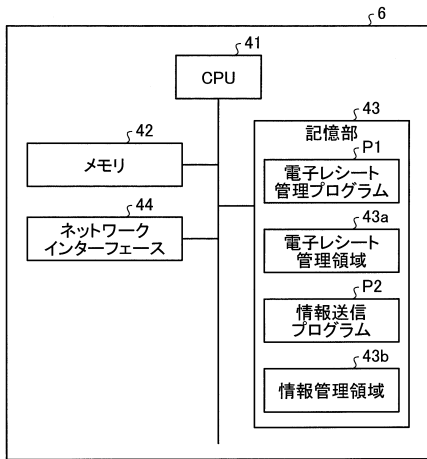 6
41
CPU
42
メモリ
44
ネットワーク
インターフェース
43
記憶部
P1
電子レシート
管理プログラム
43a
電子レシート
管理領域
P2
情報送信
プログラム
43b
情報管理領域